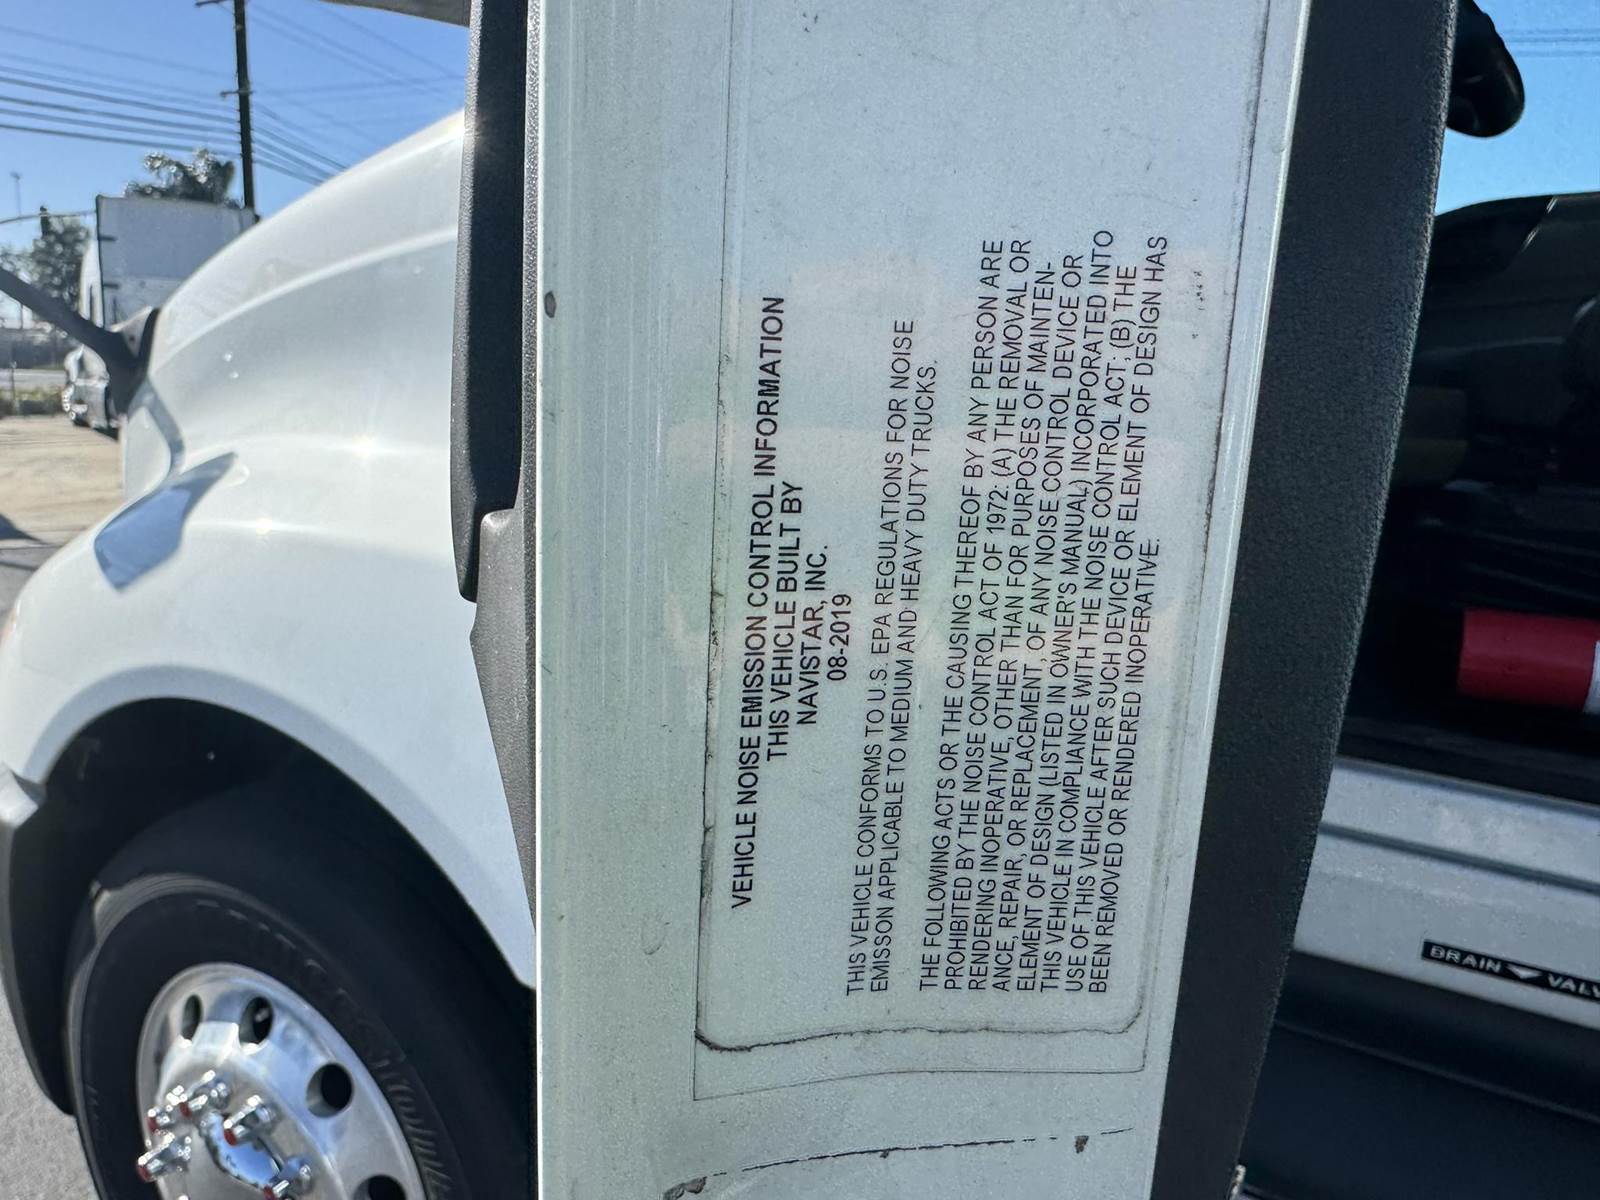 VEHICLE NOISE EMISSION CONTROL INFORMATION
THIS VEHICLE BUILT BY
NAVISTAR, INC.
08-2019
THIS VEHICLE CONFORMS TO U.S. EPA REGULATIONS FOR NOISE
EMISSON APPLICABLE TO MEDIUM AND HEAVY DUTY TRUCKS.
THE FOLLOWING ACTS OR THE CAUSING THEREOF BY ANY PERSON ARE
PROHIBITED BY THE NOISE CONTROL ACT OF 1972: (A) THE REMOVAL OR
RENDERING INOPERATIVE, OTHER THAN FOR PURPOSES OF MAINTEN-
ANCE, REPAIR, OR REPLACEMENT, OF ANY NOISE CONTROL DEVICE OR
ELEMENT OF DESIGN (LISTED IN OWNER'S MANUAL) INCORPORATED INTO
THIS VEHICLE IN COMPLIANCE WITH THE NOISE CONTROL ACT; (B) THE
USE OF THIS VEHICLE AFTER SUCH DEVICE OR ELEMENT OF DESIGN HAS
BEEN REMOVED OR RENDERED INOPERATIVE.
DRAIN VALV